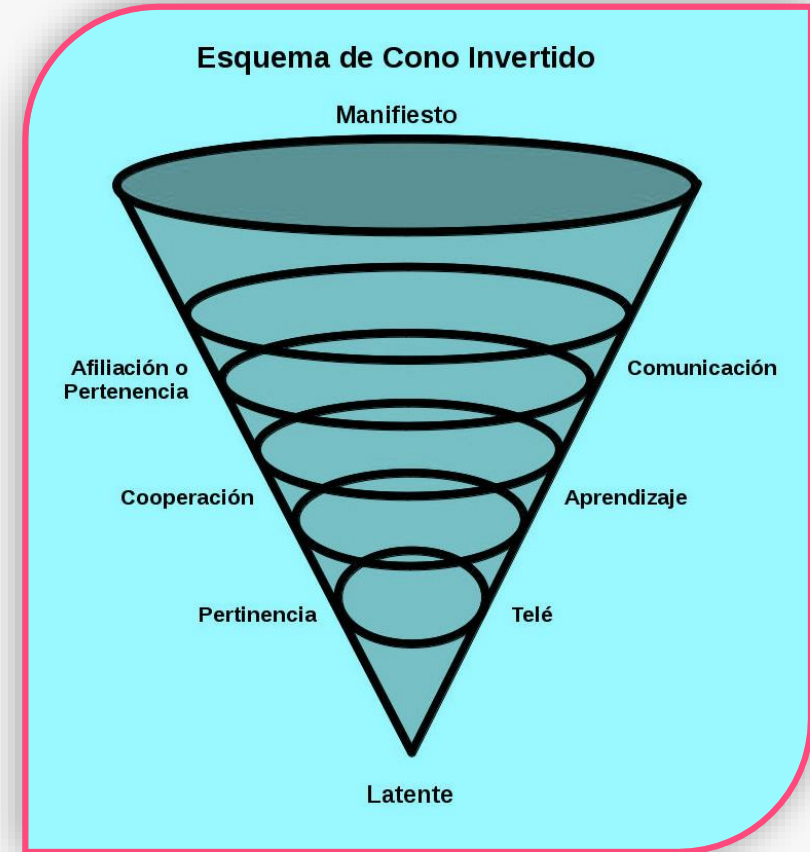 Esquema de Cono Invertido
Manifiesto
Afiliación o
Pertenencia
Comunicación
Cooperación
Aprendizaje
Pertinencia
Telé
Latente